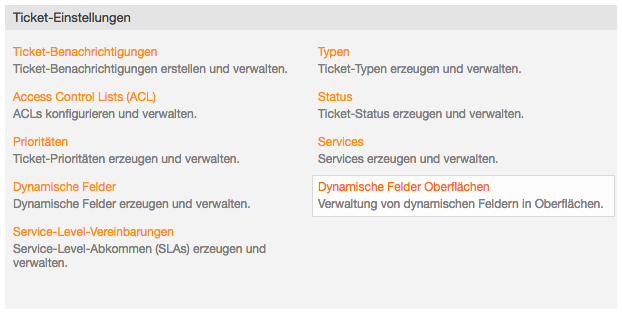 Ticket-Einstellungen
Ticket-Benachrichtigungen
Ticket-Benachrichtigungen erstellen und verwalten.
Typen
Ticket-Typen erzeugen und verwalten.
Access Control Lists (ACL)
ACLs konfigurieren und verwalten.
Status
Ticket-Status erzeugen und verwalten.
Prioritäten
Ticket-Prioritäten erzeugen und verwalten.
Services
Services erzeugen und verwalten.
Dynamische Felder
Dynamische Felder erzeugen und verwalten.
Dynamische Felder Oberflächen
Verwaltung von dynamischen Feldern in Oberflächen.
Service-Level-Vereinbarungen
Service-Level-Abkommen (SLAs) erzeugen und
verwalten.